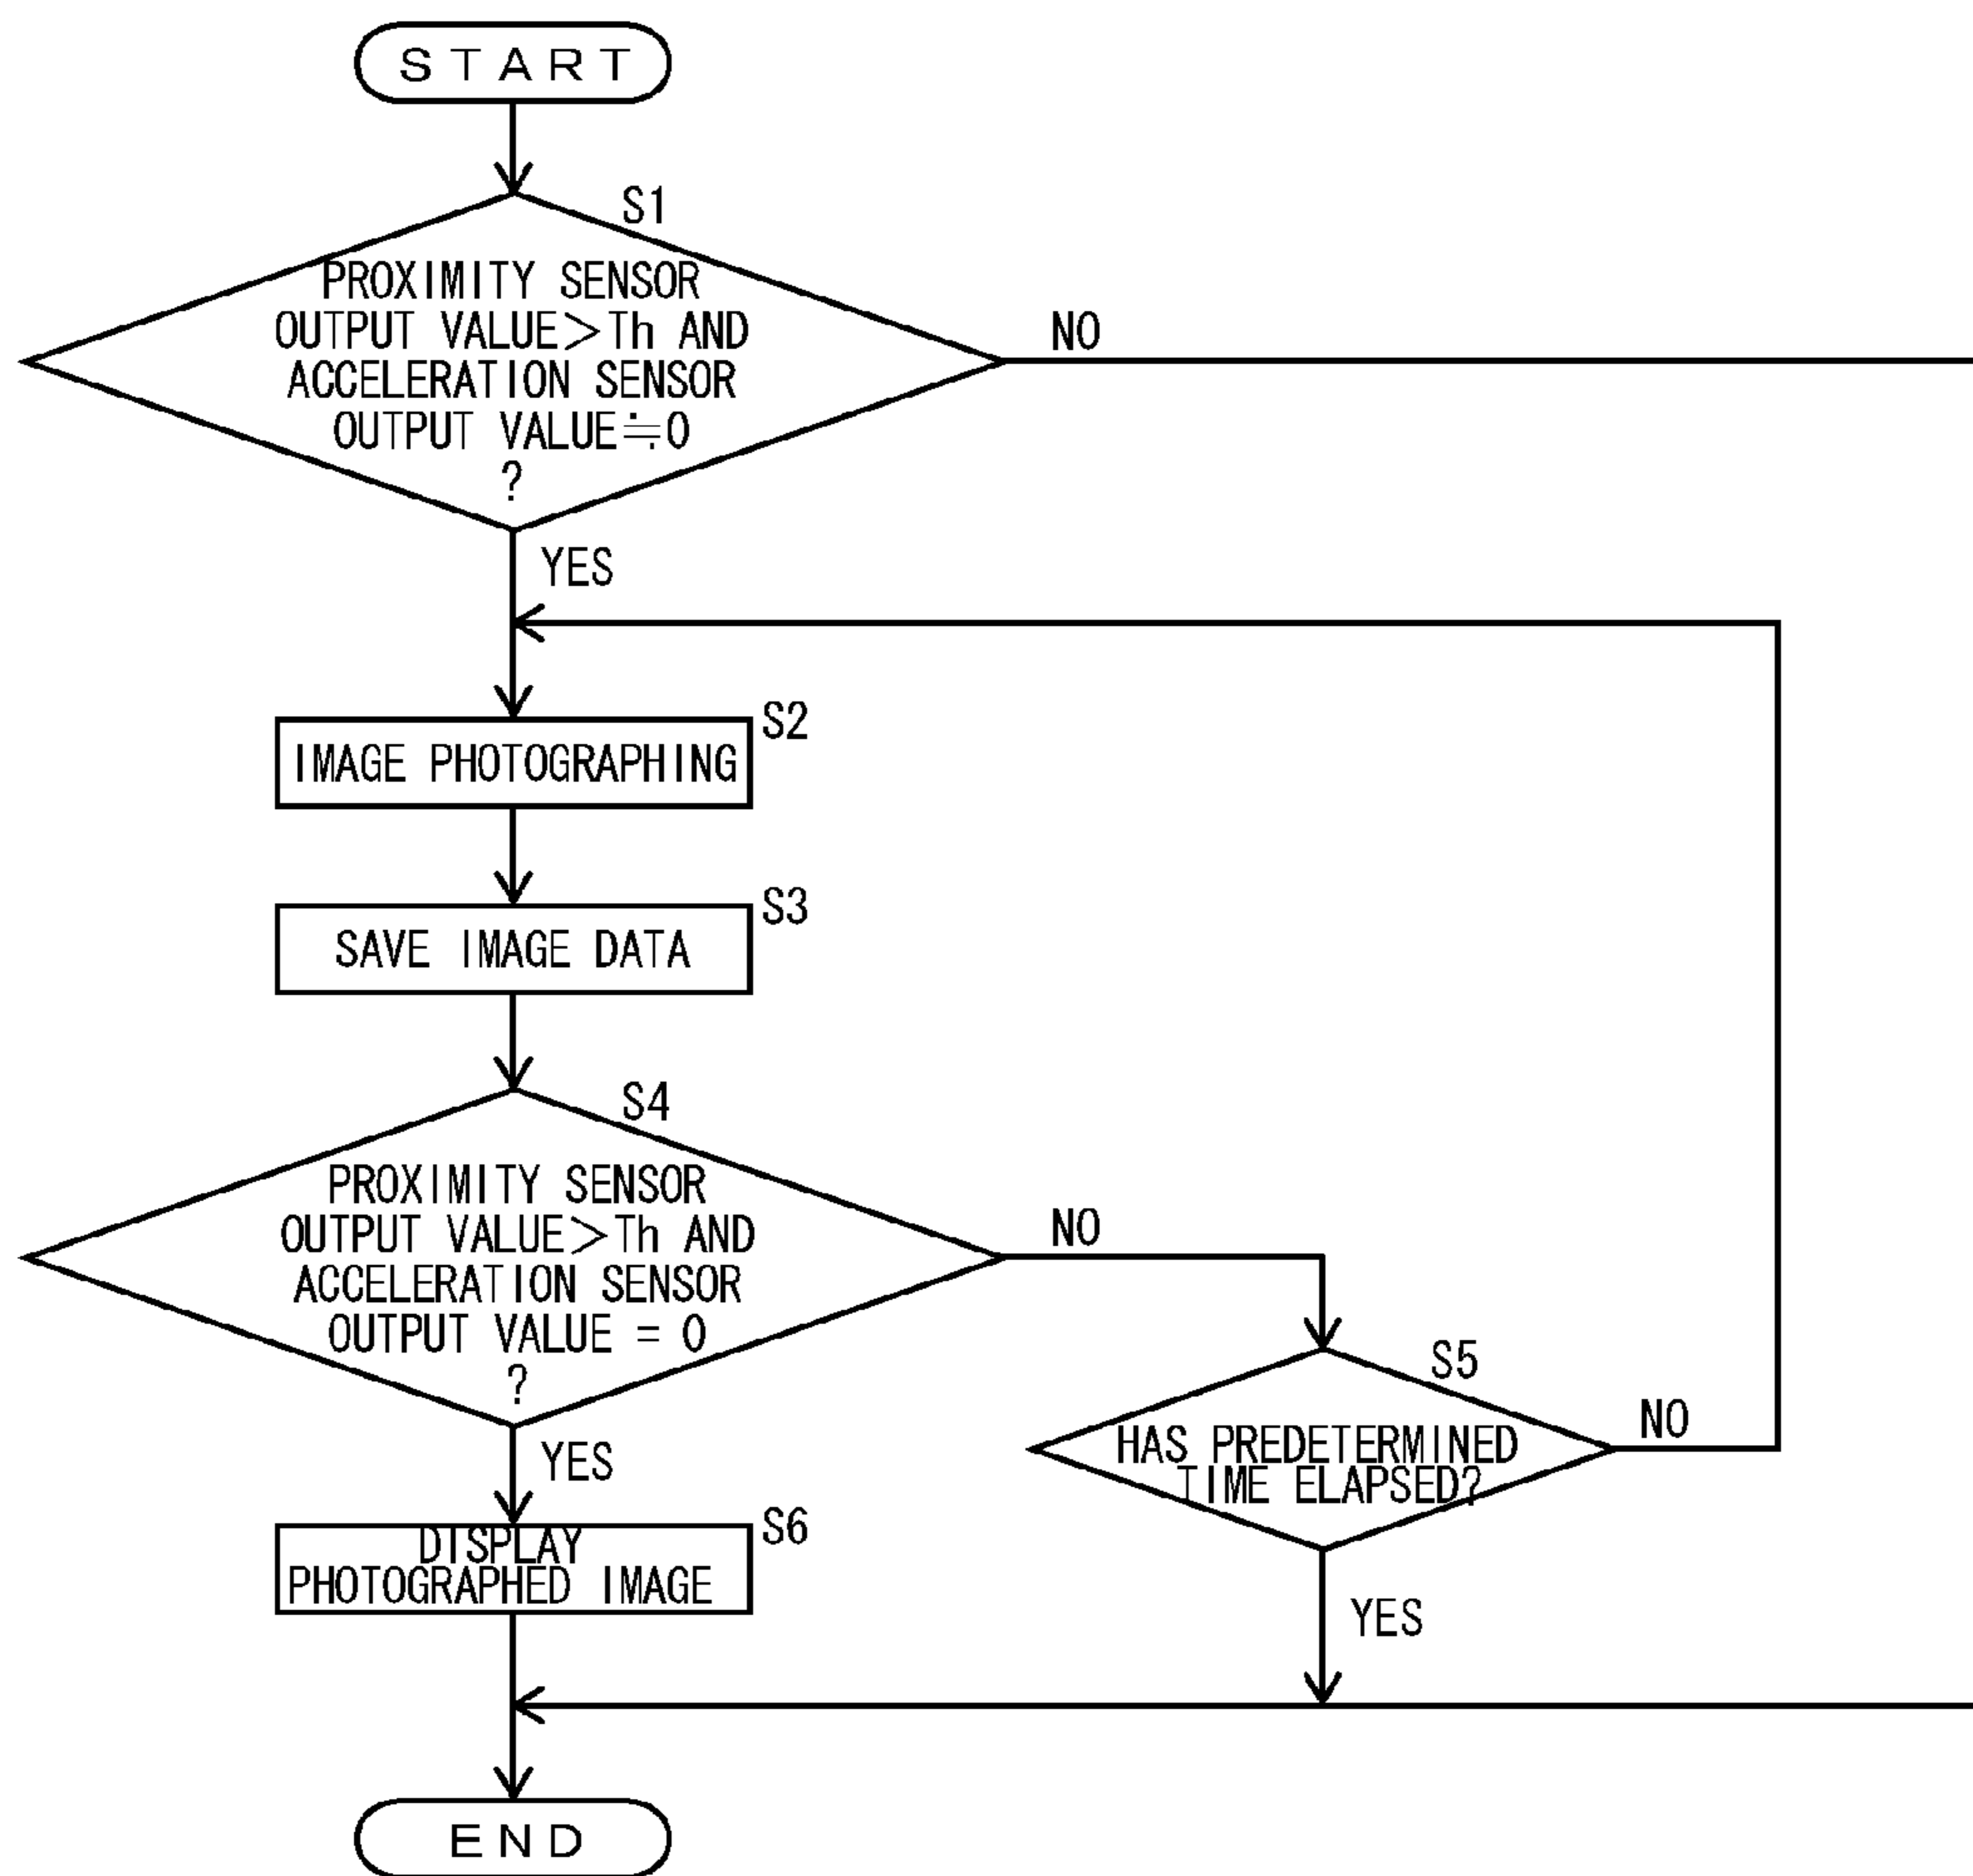 START
S1
PROXIMITY SENSOR
OUTPUT VALUE>Th AND
ACCELERATION SENSOR
OUTPUT VALUE≒0
?
NO
YES
S2
IMAGE PHOTOGRAPHING
S3
SAVE IMAGE DATA
S4
PROXIMITY SENSOR
OUTPUT VALUE>Th AND
ACCELERATION SENSOR
OUTPUT VALUE = 0
?
NO
YES
S5
HAS PREDETERMINED
TIME ELAPSED?
NO
YES
S6
DISPLAY
PHOTOGRAPHED IMAGE
END